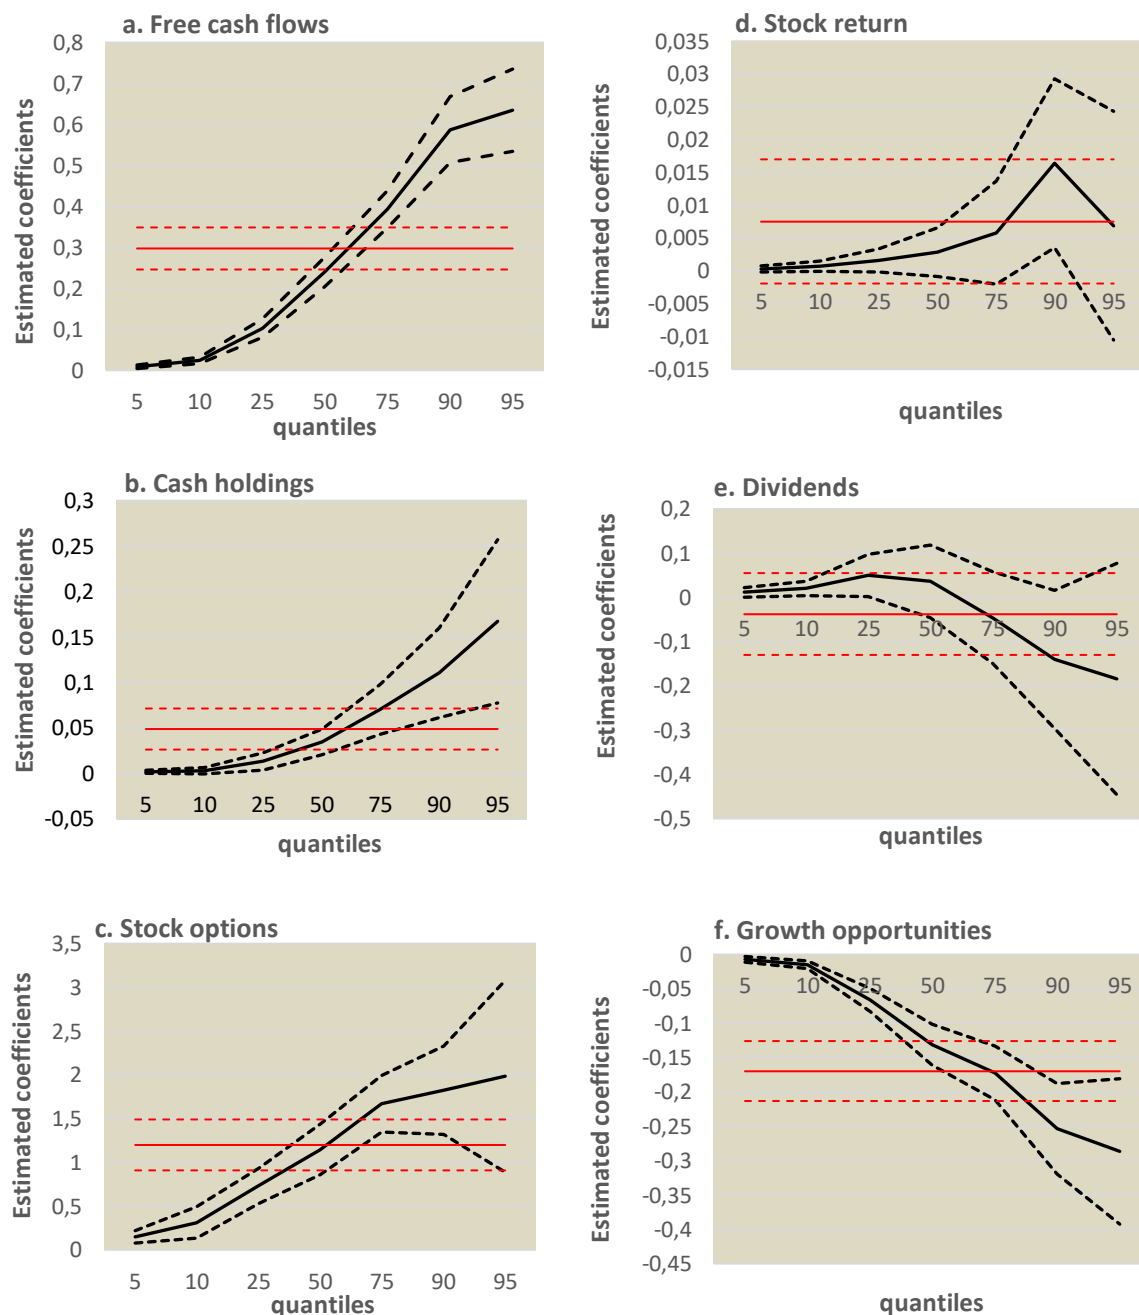 a. Free cash flows
Estimated coefficients
0,8
0,7
0,6
0,5
0,4
0,3
0,2
0,1
0
5 10 25 50 75 90 95
quantiles
b. Cash holdings
Estimated coefficients
0,3
0,25
0,2
0,15
0,1
0,05
0
-0,05
5 10 25 50 75 90 95
quantiles
c. Stock options
Estimated coefficients
3,5
3
2,5
2
1,5
1
0,5
0
5 10 25 50 75 90 95
quantiles
d. Stock return
Estimated coefficients
0,035
0,03
0,025
0,02
0,015
0,01
0,005
0
-0,005
-0,01
-0,015
5 10 25 50 75 90 95
quantiles
e. Dividends
Estimated coefficients
0,2
0,1
0
-0,1
-0,2
-0,3
-0,4
-0,5
5 10 25 50 75 90 95
quantiles
f. Growth opportunities
Estimated coefficients
0
-0,05
-0,1
-0,15
-0,2
-0,25
-0,3
-0,35
-0,4
-0,45
5 10 25 50 75 90 95
quantiles